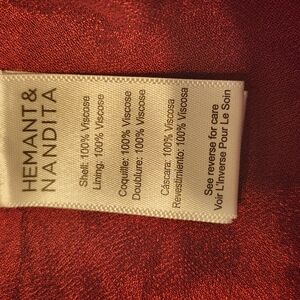 HEMANT &
NANDITA
Shell: 100% Viscose
Lining: 100% Viscose
Coquille: 100% Viscose
Doublure: 100% Viscose
Cáscara: 100% Viscosa
Revestimiento: 100% Viscosa
See reverse for care
Voir L'Inverse Pour Le Soin